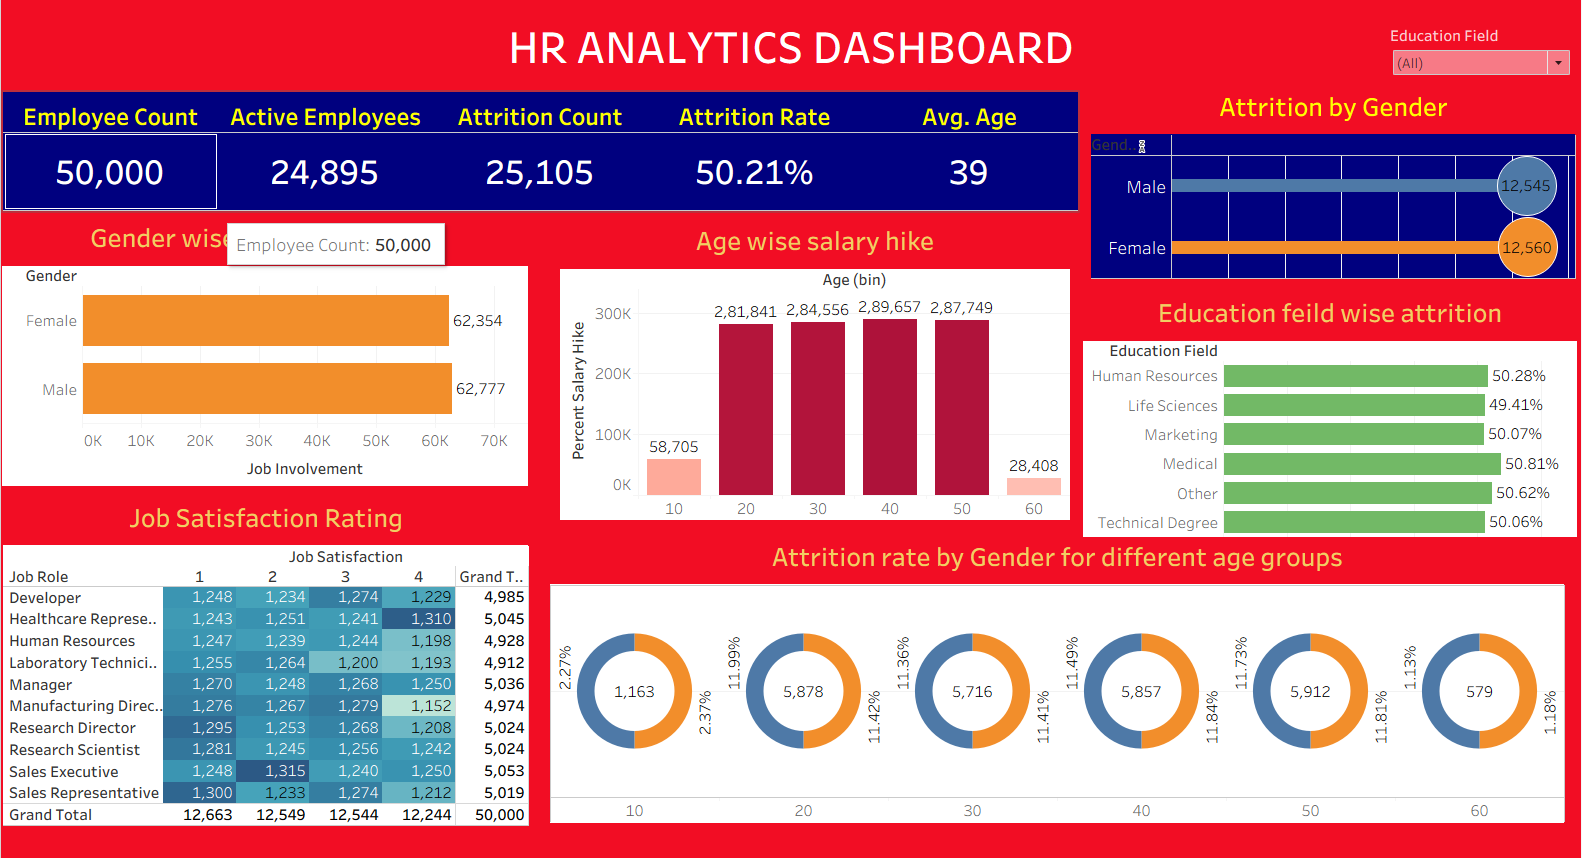 HR ANALYTICS DASHBOARD
Education Field
(All)
Employee Count Active Employees Attrition Count Attrition Rate Avg. Age
50,000 24,895 25,105 50.21% 39
Attrition by Gender
Gend..
Male 12,545
Female 12,560
Gender wise
Employee Count: 50,000
Gender
Female 62,354
Male 62,777
0K 10K 20K 30K 40K 50K 60K 70K
Job Involvement
Age wise salary hike
Age (bin)
Percent Salary Hike
300K
200K
100K
0K
58,705 2,81,841 2,84,556 2,89,657 2,87,749 28,408
10 20 30 40 50 60
Education feild wise attrition
Education Field
Human Resources 50.28%
Life Sciences 49.41%
Marketing 50.07%
Medical 50.81%
Other 50.62%
Technical Degree 50.06%
Job Satisfaction Rating
Job Satisfaction
Job Role 1 2 3 4 Grand T..
Developer 1,248 1,234 1,274 1,229 4,985
Healthcare Represe.. 1,243 1,251 1,241 1,310 5,045
Human Resources 1,247 1,239 1,244 1,198 4,928
Laboratory Technici.. 1,255 1,264 1,200 1,193 4,912
Manager 1,270 1,248 1,268 1,250 5,036
Manufacturing Direc.. 1,276 1,267 1,279 1,152 4,974
Research Director 1,295 1,253 1,268 1,208 5,024
Research Scientist 1,281 1,245 1,256 1,242 5,024
Sales Executive 1,248 1,315 1,240 1,250 5,053
Sales Representative 1,300 1,233 1,274 1,212 5,019
Grand Total 12,663 12,549 12,544 12,244 50,000
Attrition rate by Gender for different age groups
2.27% 1,163 2.37%
11.99% 5,878 11.42%
11.36% 5,716 11.41%
11.49% 5,857 11.84%
11.73% 5,912 11.81%
1.13% 579 1.18%
10 20 30 40 50 60